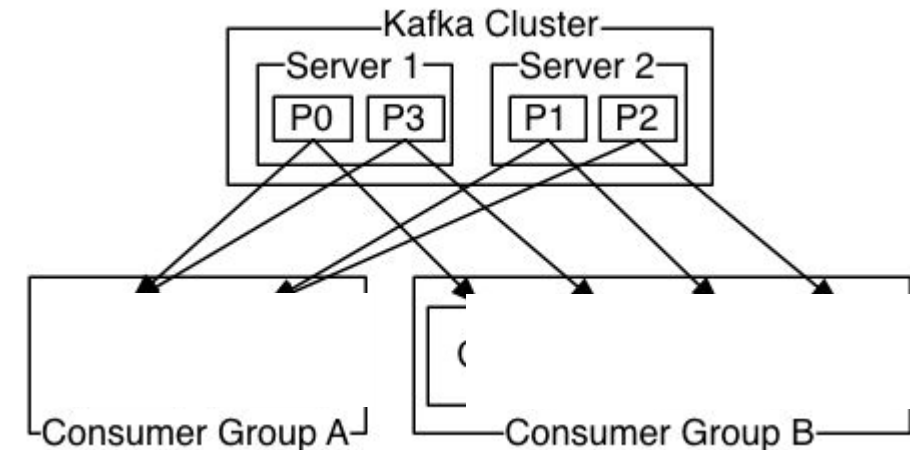 Kafka Cluster
Server 1 Server 2
P0 P3 P1 P2
Consumer Group A Consumer Group B